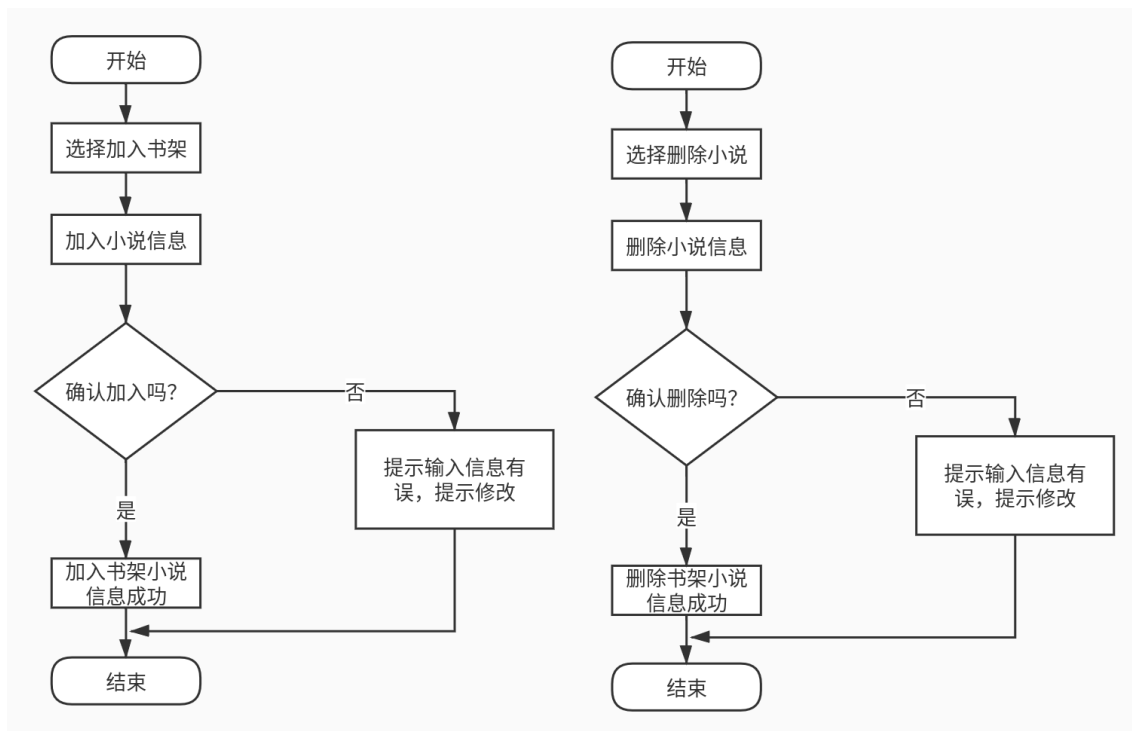 开始
选择加入书架
加入小说信息
确认加入吗？
否
提示输入信息有
误，提示修改
是
加入书架小说
信息成功
结束
开始
选择删除小说
删除小说信息
确认删除吗？
否
提示输入信息有
误，提示修改
是
删除书架小说
信息成功
结束